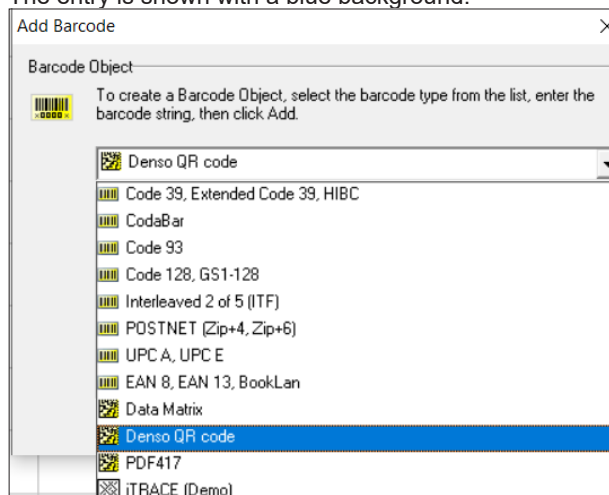 The entry is shown with a blue background.
Add Barcode
Barcode Object
To create a Barcode Object, select the barcode type from the list, enter the
barcode string, then click Add.
Denso QR code
Code 39, Extended Code 39, HIBC
CodaBar
Code 93
Code 128, GS1-128
Interleaved 2 of 5 (ITF)
POSTNET (Zip+4, Zip+6)
UPC A, UPC E
EAN 8, EAN 13, BookLan
Data Matrix
Denso QR code
PDF417
iTRACE (Demo)